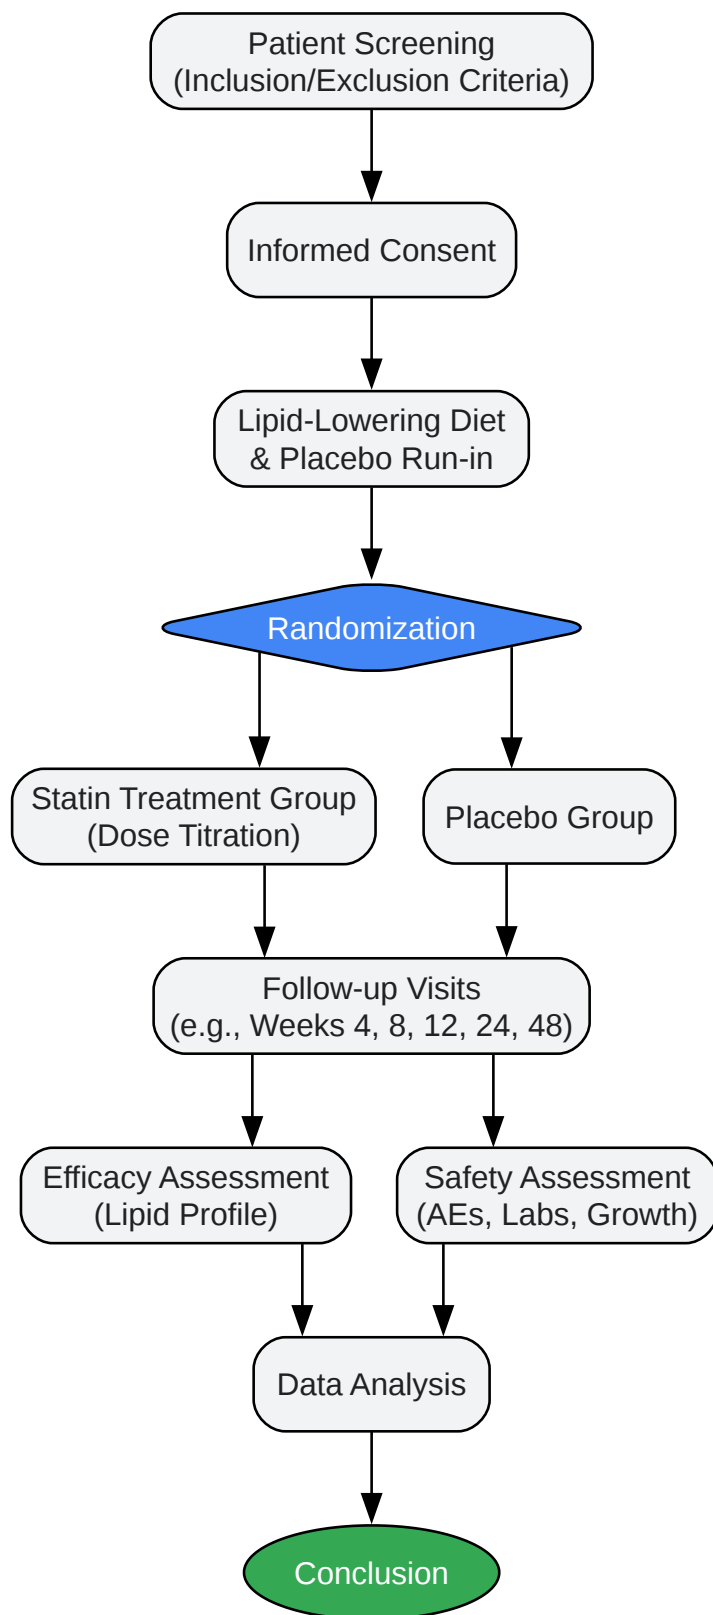 Patient Screening
(Inclusion/Exclusion Criteria)
Informed Consent
Lipid-Lowering Diet
& Placebo Run-in
Randomization
Statin Treatment Group
(Dose Titration)
Placebo Group
Follow-up Visits
(e.g., Weeks 4, 8, 12, 24, 48)
Efficacy Assessment
(Lipid Profile)
Safety Assessment
(AEs, Labs, Growth)
Data Analysis
Conclusion